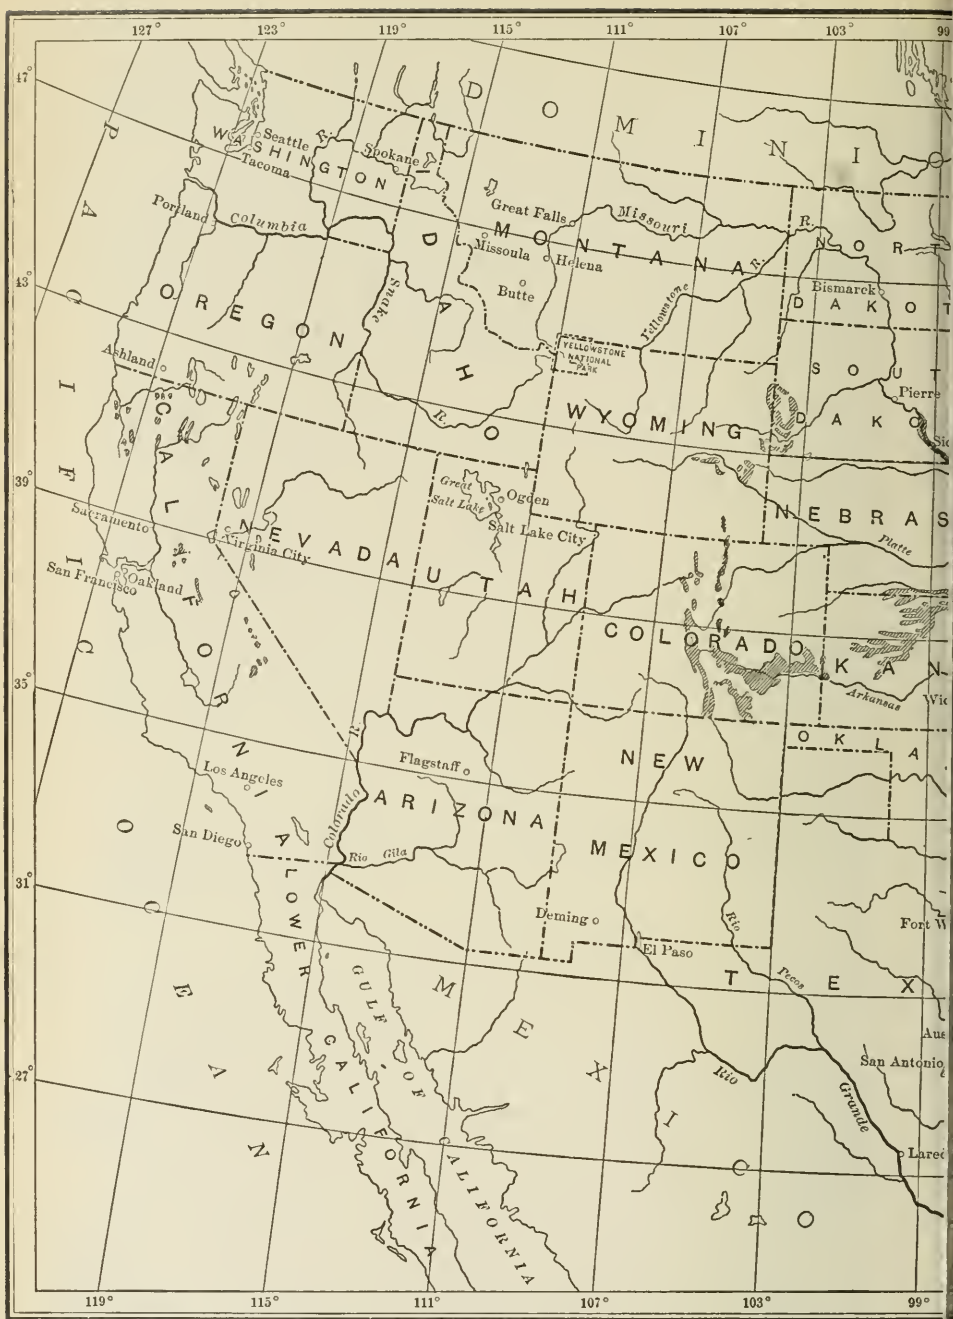 127° 123° 119° 115° 111° 107° 103° 99
47°
43°
39°
35°
31°
27°
119° 115° 111° 107° 103° 99°
DOMINIO
PACIFIC
OCEAN
WASHINGTON
Seattle
Tacoma
R.
Spokane
Portland
Columbia
OREGON
Ashland
Snake
R.
IDAHO
MONTANA
Great Falls
Missoula
Helena
Butte
Missouri
R.
Yellowstone
R.
YELLOWSTONE
NATIONAL
PARK
NORT
DAKOT
Bismarck
SOUT
DAKO
Pierre
WYOMING
NEBRAS
Platte
CALIFORNIA
Sacramento
San Francisco
Oakland
Los Angeles
San Diego
NEVADA
Virginia City
UTAH
Great
Salt Lake
Ogden
Salt Lake City
COLORADO
KAN
Arkansas
OKLA
ARIZONA
Flagstaff
Colorado
R.
Rio Gila
NEW
MEXICO
Deming
El Paso
Rio
Pecos
TEX
Fort W
San Antonio
Rio
Grande
Lared
LOWER
CALIFORNIA
GULF OF
CALIFORNIA
MEXICO